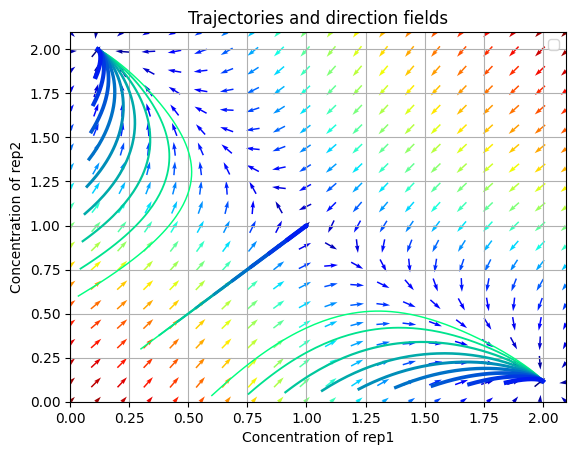 Trajectories and direction fields
2.00
1.75
1.50
1.25
1.00
0.75
0.50
0.25
0.00
Concentration of rep2
0.00 0.25 0.50 0.75 1.00 1.25 1.50 1.75 2.00
Concentration of rep1